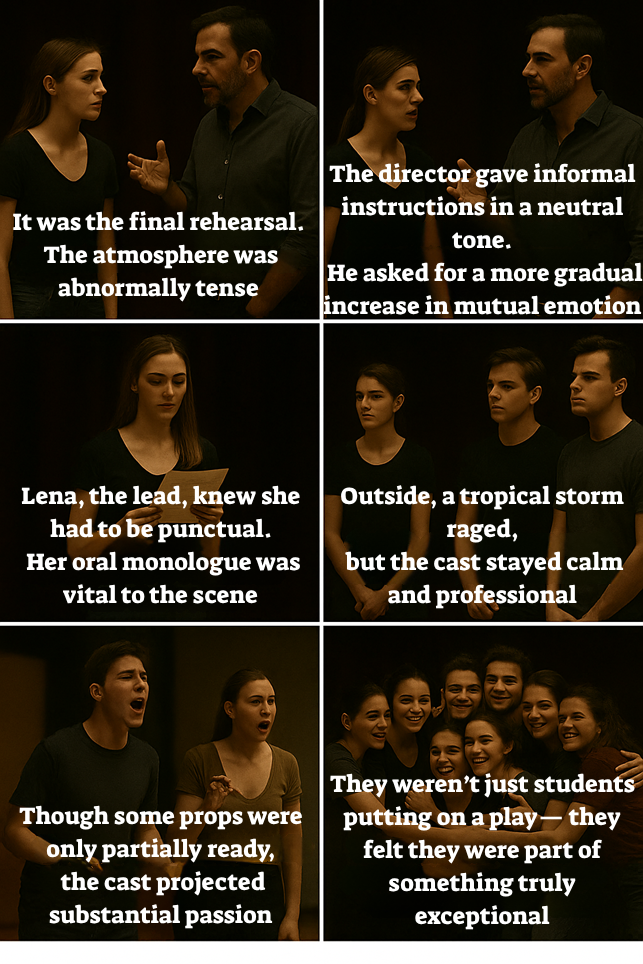 It was the final rehearsal.
The atmosphere was
abnormally tense
The director gave informal
instructions in a neutral
tone.
He asked for a more gradual
increase in mutual emotion
Lena, the lead, knew she
had to be punctual.
Her oral monologue was
vital to the scene
Outside, a tropical storm
raged,
but the cast stayed calm
and professional
Though some props were
only partially ready,
the cast projected
substantial passion
They weren't just students
putting on a play— they
felt they were part of
something truly
exceptional